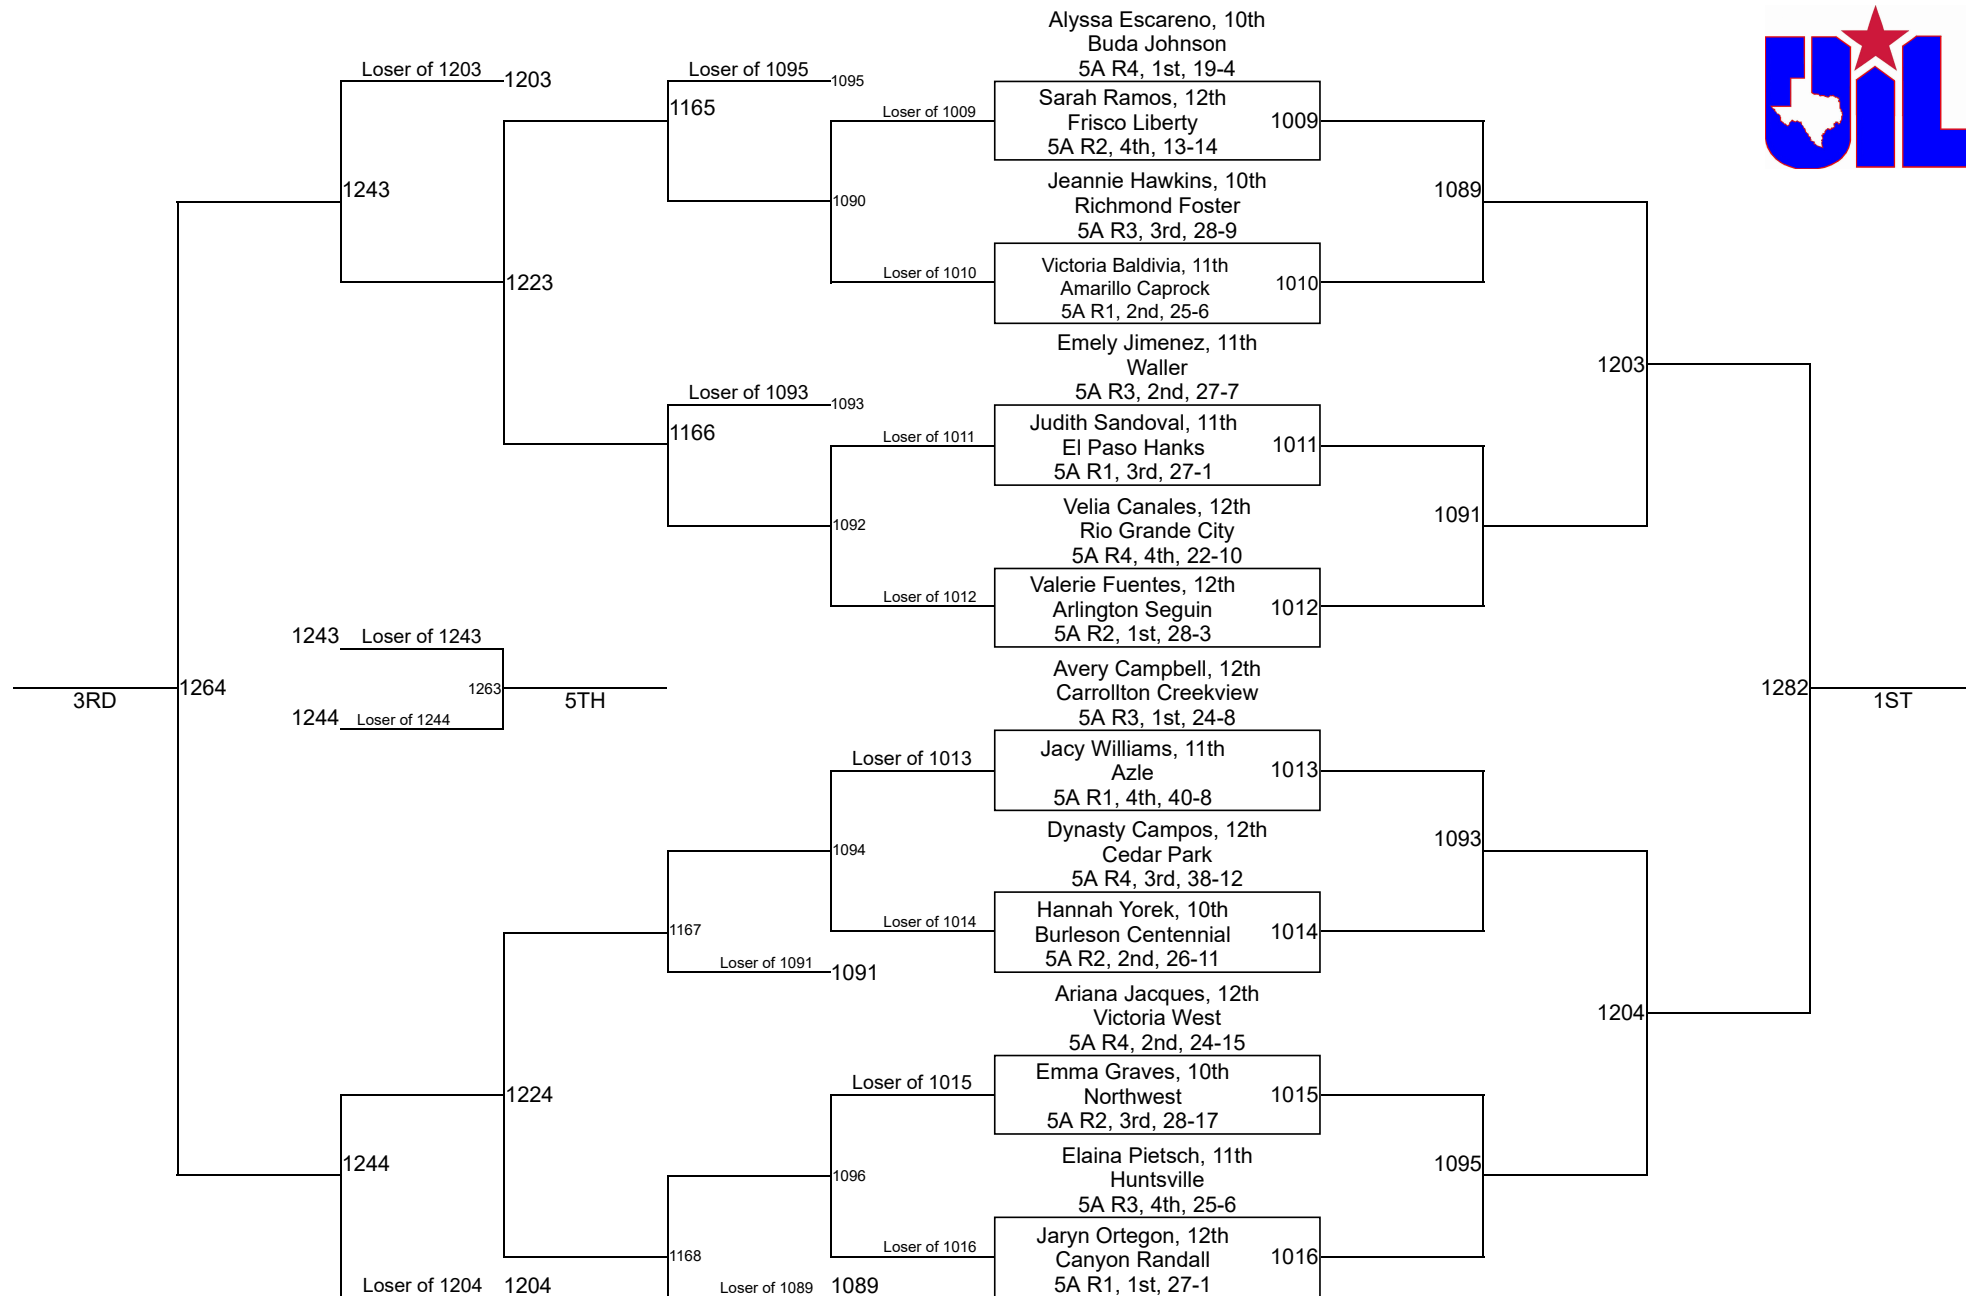 Alyssa Escareno, 10th
Buda Johnson
5A R4, 1st, 19-4
UIL
Loser of 1203 1203
Loser of 1095 1095
1165
Loser of 1009
Sarah Ramos, 12th
Frisco Liberty
5A R2, 4th, 13-14
1009
Jeannie Hawkins, 10th
Richmond Foster
5A R3, 3rd, 28-9
1243
1090
1089
Loser of 1010
Victoria Baldivia, 11th
Amarillo Caprock
5A R1, 2nd, 25-6
1010
1223
Emely Jimenez, 11th
Waller
5A R3, 2nd, 27-7
1203
Loser of 1093 1093
1166
Loser of 1011
Judith Sandoval, 11th
El Paso Hanks
5A R1, 3rd, 27-1
1011
Velia Canales, 12th
Rio Grande City
5A R4, 4th, 22-10
1092
1091
Loser of 1012
Valerie Fuentes, 12th
Arlington Seguin
5A R2, 1st, 28-3
1012
1243 Loser of 1243
3RD
1264
1263
5TH
1244 Loser of 1244
Avery Campbell, 12th
Carrollton Creekview
5A R3, 1st, 24-8
1282
1ST
Loser of 1013
Jacy Williams, 11th
Azle
5A R1, 4th, 40-8
1013
Dynasty Campos, 12th
Cedar Park
5A R4, 3rd, 38-12
1094
1093
Loser of 1014
Hannah Yorek, 10th
Burleson Centennial
5A R2, 2nd, 26-11
1014
1167
Loser of 1091 1091
Ariana Jacques, 12th
Victoria West
5A R4, 2nd, 24-15
1204
1224
Loser of 1015
Emma Graves, 10th
Northwest
5A R2, 3rd, 28-17
1015
Elaina Pietsch, 11th
Huntsville
5A R3, 4th, 25-6
1244
1096
1095
Loser of 1016
Jaryn Ortegon, 12th
Canyon Randall
5A R1, 1st, 27-1
1016
1168
Loser of 1204 1204
Loser of 1089 1089